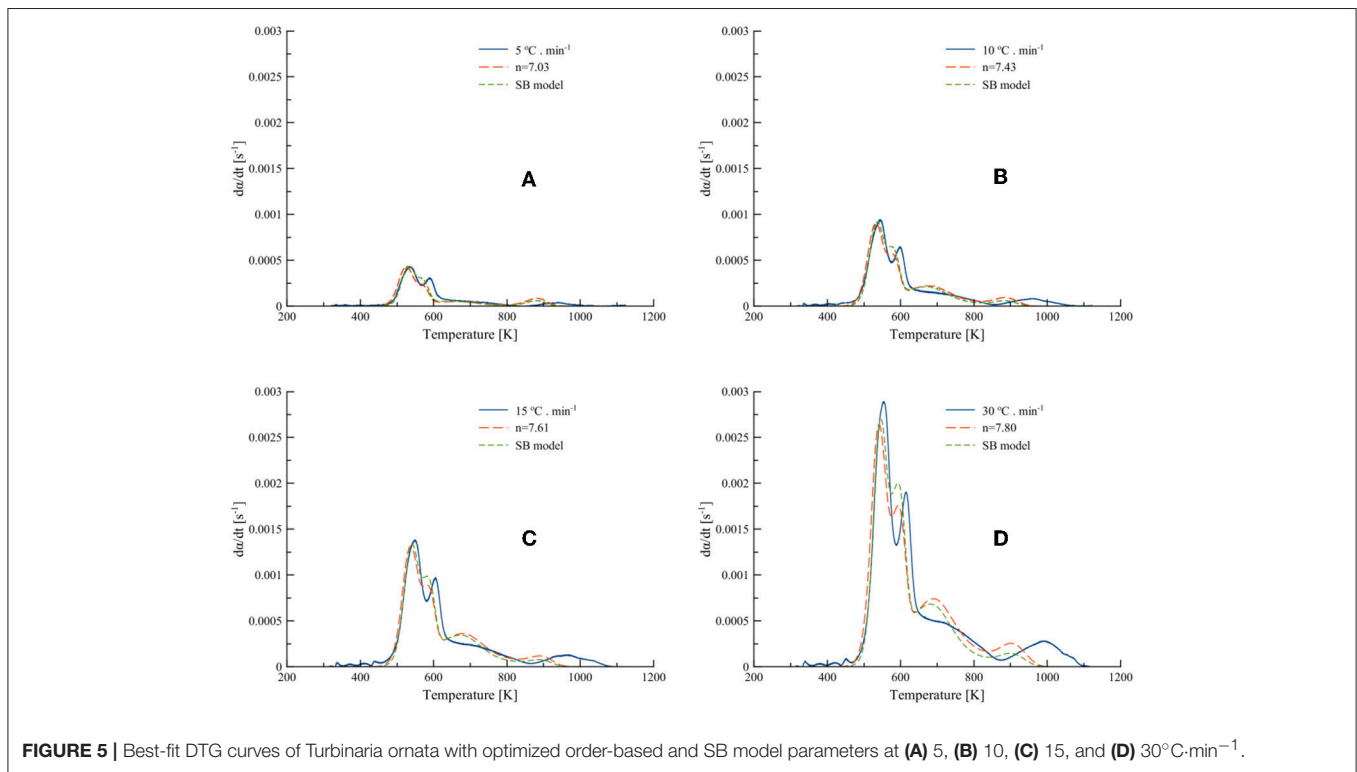 0.003
0.0025
0.002
0.0015
0.001
0.0005
0
dα/dt [s⁻¹]
5 °C . min⁻¹
n=7.03
SB model
A
200 400 600 800 1000 1200
Temperature [K]
0.003
0.0025
0.002
0.0015
0.001
0.0005
0
dα/dt [s⁻¹]
10 °C . min⁻¹
n=7.43
SB model
B
200 400 600 800 1000 1200
Temperature [K]
0.003
0.0025
0.002
0.0015
0.001
0.0005
0
dα/dt [s⁻¹]
15 °C . min⁻¹
n=7.61
SB model
C
200 400 600 800 1000 1200
Temperature [K]
0.003
0.0025
0.002
0.0015
0.001
0.0005
0
dα/dt [s⁻¹]
30 °C . min⁻¹
n=7.80
SB model
D
200 400 600 800 1000 1200
Temperature [K]
FIGURE 5 | Best-fit DTG curves of Turbinaria ornata with optimized order-based and SB model parameters at (A) 5, (B) 10, (C) 15, and (D) 30°C·min⁻¹.